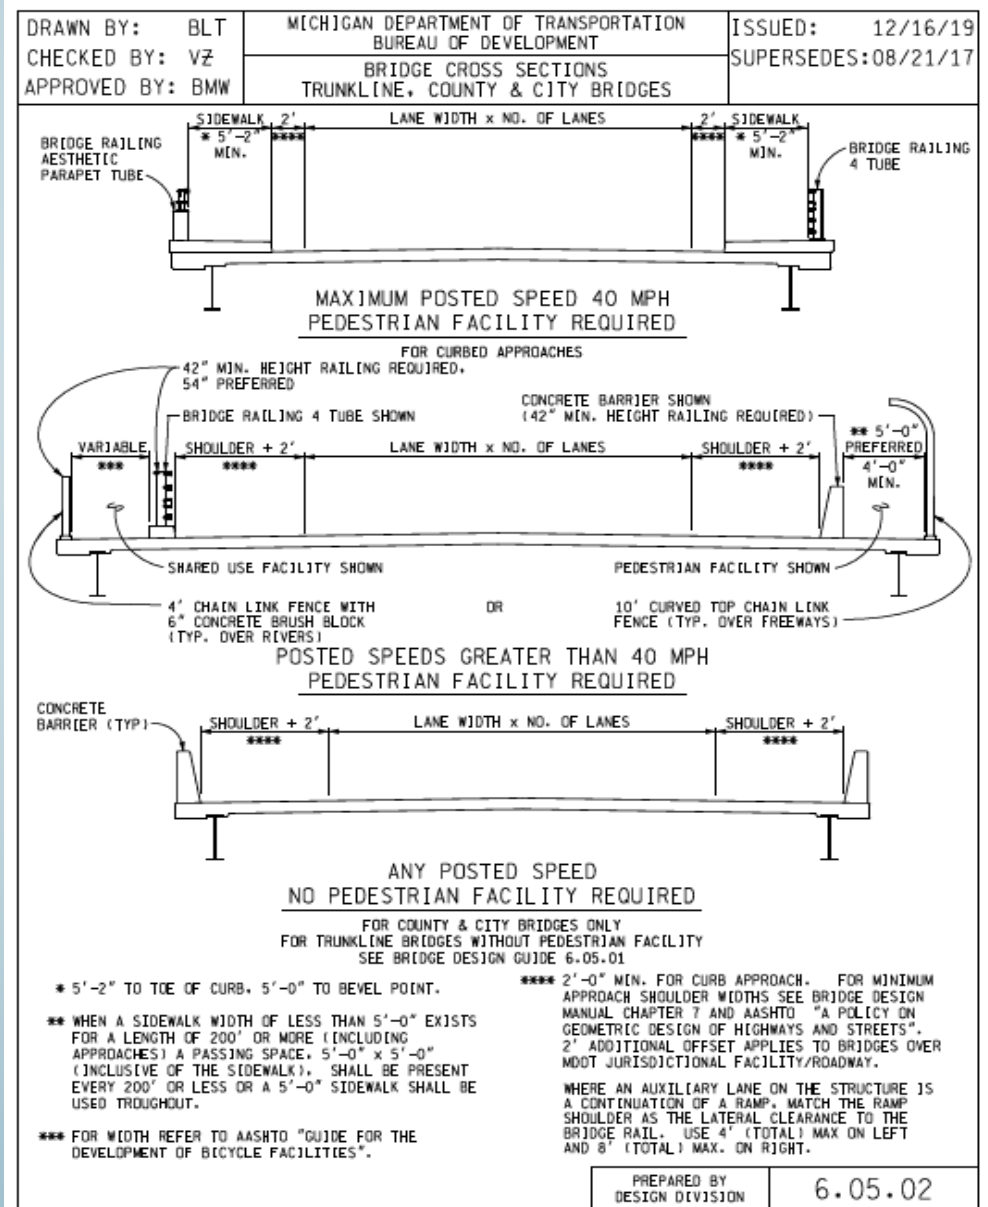 DRAWN BY: BLT
CHECKED BY: VZ
APPROVED BY: BMW
MICHIGAN DEPARTMENT OF TRANSPORTATION
BUREAU OF DEVELOPMENT
BRIDGE CROSS SECTIONS
TRUNKLINE, COUNTY & CITY BRIDGES
ISSUED: 12/16/19
SUPERSEDES:08/21/17
SIDEWALK
* 5'-2"
MIN.
2'
****
LANE WIDTH x NO. OF LANES
2'
****
SIDEWALK
* 5'-2"
MIN.
BRIDGE RAILING
AESTHETIC
PARAPET TUBE
BRIDGE RAILING
4 TUBE
MAXIMUM POSTED SPEED 40 MPH
PEDESTRIAN FACILITY REQUIRED
FOR CURBED APPROACHES
42" MIN. HEIGHT RAILING REQUIRED.
54" PREFERRED
BRIDGE RAILING 4 TUBE SHOWN
CONCRETE BARRIER SHOWN
(42" MIN. HEIGHT RAILING REQUIRED)
VARIABLE
***
SHOULDER + 2'
****
LANE WIDTH x NO. OF LANES
SHOULDER + 2'
****
** 5'-0"
PREFERRED
4'-0"
MIN.
SHARED USE FACILITY SHOWN
PEDESTRIAN FACILITY SHOWN
4' CHAIN LINK FENCE WITH
6" CONCRETE BRUSH BLOCK
(TYP. OVER RIVERS)
OR
10' CURVED TOP CHAIN LINK
FENCE (TYP. OVER FREEWAYS)
POSTED SPEEDS GREATER THAN 40 MPH
PEDESTRIAN FACILITY REQUIRED
CONCRETE
BARRIER (TYP)
SHOULDER + 2'
****
LANE WIDTH x NO. OF LANES
SHOULDER + 2'
****
ANY POSTED SPEED
NO PEDESTRIAN FACILITY REQUIRED
FOR COUNTY & CITY BRIDGES ONLY
FOR TRUNKLINE BRIDGES WITHOUT PEDESTRIAN FACILITY
SEE BRIDGE DESIGN GUIDE 6.05.01
* 5'-2" TO TOE OF CURB, 5'-0" TO BEVEL POINT.
** WHEN A SIDEWALK WIDTH OF LESS THAN 5'-0" EXISTS
FOR A LENGTH OF 200' OR MORE (INCLUDING
APPROACHES) A PASSING SPACE, 5'-0" x 5'-0"
(INCLUSIVE OF THE SIDEWALK), SHALL BE PRESENT
EVERY 200' OR LESS OR A 5'-0" SIDEWALK SHALL BE
USED TROUGHOUT.
*** FOR WIDTH REFER TO AASHTO "GUIDE FOR THE
DEVELOPMENT OF BICYCLE FACILITIES".
**** 2'-0" MIN. FOR CURB APPROACH. FOR MINIMUM
APPROACH SHOULDER WIDTHS SEE BRIDGE DESIGN
MANUAL CHAPTER 7 AND AASHTO "A POLICY ON
GEOMETRIC DESIGN OF HIGHWAYS AND STREETS".
2' ADDITIONAL OFFSET APPLIES TO BRIDGES OVER
MDOT JURISDICTIONAL FACILITY/ROADWAY.
WHERE AN AUXILIARY LANE ON THE STRUCTURE IS
A CONTINUATION OF A RAMP, MATCH THE RAMP
SHOULDER AS THE LATERAL CLEARANCE TO THE
BRIDGE RAIL. USE 4' (TOTAL) MAX ON LEFT
AND 8' (TOTAL) MAX. ON RIGHT.
PREPARED BY
DESIGN DIVISION
6.05.02